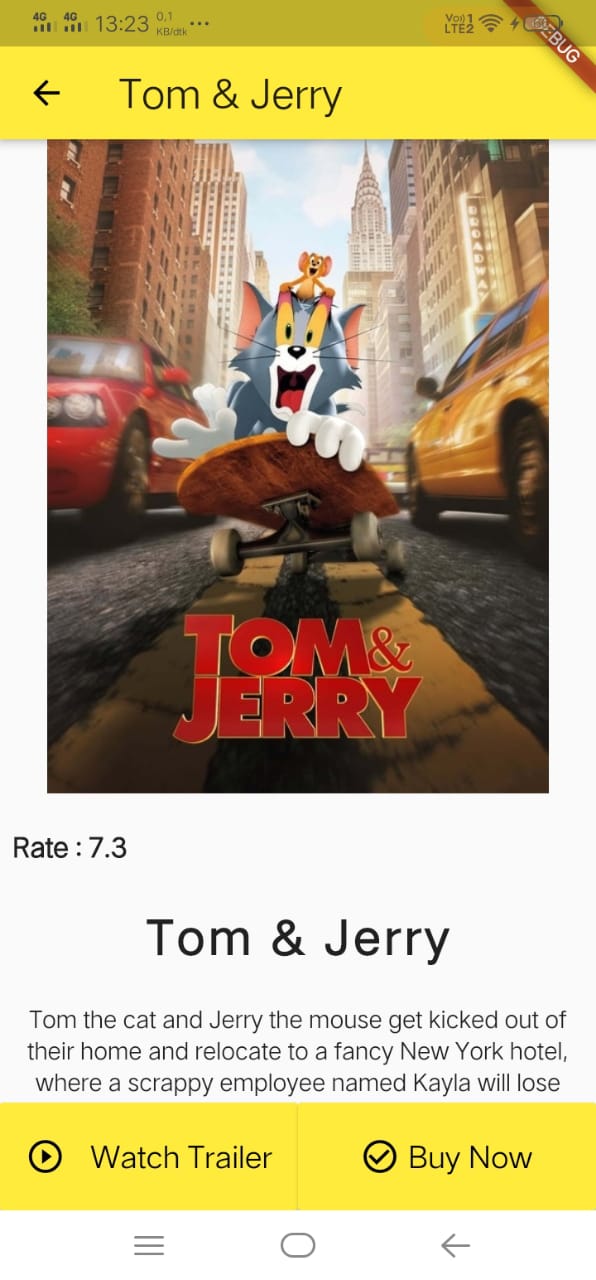 4G 4G 13:23 0,1 KB/dtk ... Vo)) 1 LTE2
Tom & Jerry
BROADWAY
TOM&
JERRY
Rate : 7.3
Tom & Jerry
Tom the cat and Jerry the mouse get kicked out of
their home and relocate to a fancy New York hotel,
where a scrappy employee named Kayla will lose
Watch Trailer
Buy Now